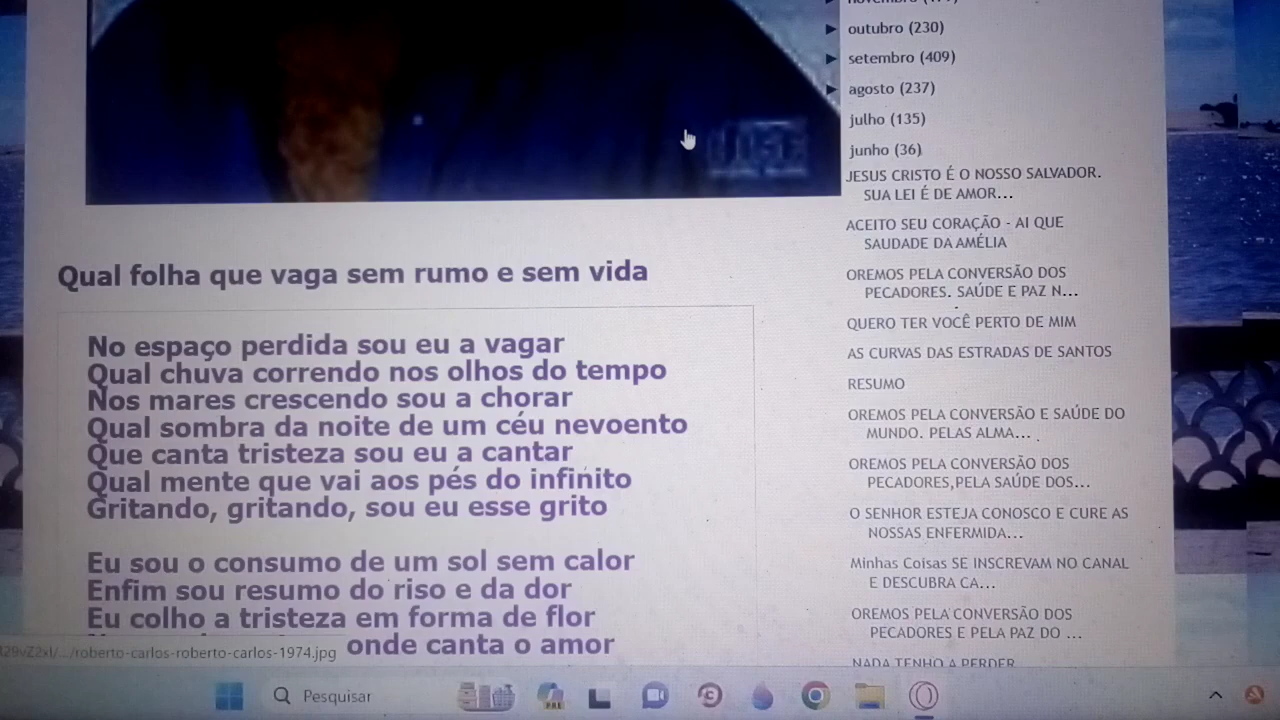 Qual folha que vaga sem rumo e sem vida
No espaço perdida sou eu a vagar
Qual chuva correndo nos olhos do tempo
Nos mares crescendo sou a chorar
Qual sombra da noite de um céu nevoento
Que canta tristeza sou eu a cantar
Qual mente que vai aos pés do infinito
Gritando, gritando, sou eu esse grito
Eu sou o consumo de um sol sem calor
Enfim sou resumo do riso e da dor
Eu colho a tristeza em forma de flor
onde canta o amor
/roberto-carlos-roberto-carlos-1974.jpg
outubro (230)
setembro (409)
agosto (237)
julho (135)
junho (36)
JESUS CRISTO É O NOSSO SALVADOR.
SUA LEI É DE AMOR...
ACEITO SEU CORAÇÃO - AI QUE
SAUDADE DA AMÉLIA
OREMOS PELA CONVERSÃO DOS
PECADORES. SAÚDE E PAZ N...
QUERO TER VOCÊ PERTO DE MIM
AS CURVAS DAS ESTRADAS DE SANTOS
RESUMO
OREMOS PELA CONVERSÃO E SAÚDE DO
MUNDO. PELAS ALMA...
OREMOS PELA CONVERSÃO DOS
PECADORES,PELA SAÚDE DOS...
O SENHOR ESTEJA CONOSCO E CURE AS
NOSSAS ENFERMIDA...
Minhas Coisas SE INSCREVAM NO CANAL
E DESCUBRA CA...
OREMOS PELA CONVERSÃO DOS
PECADORES E PELA PAZ DO ...
NADA TENHO A PERDER
Pesquisar
PRE